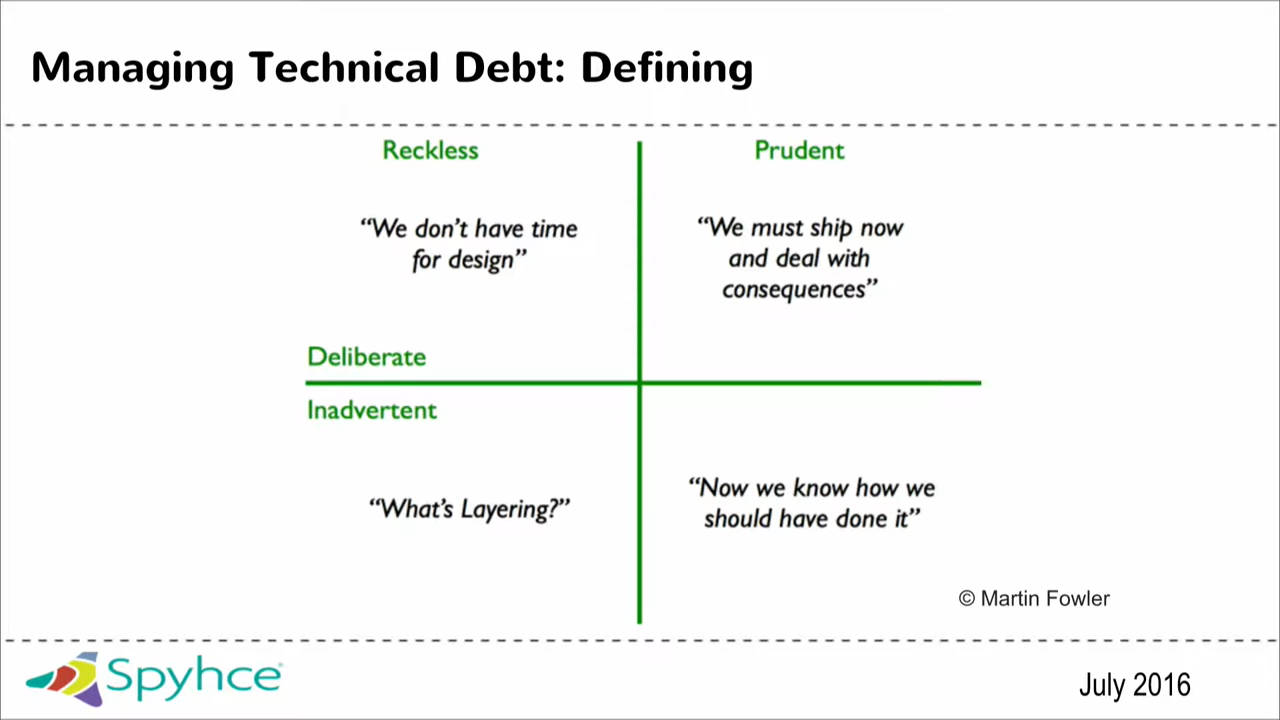 Managing Technical Debt: Defining
Reckless
Prudent
“We don’t have time
for design”
“We must ship now
and deal with
consequences”
Deliberate
Inadvertent
“What’s Layering?”
“Now we know how we
should have done it”
© Martin Fowler
Spyhce
July 2016